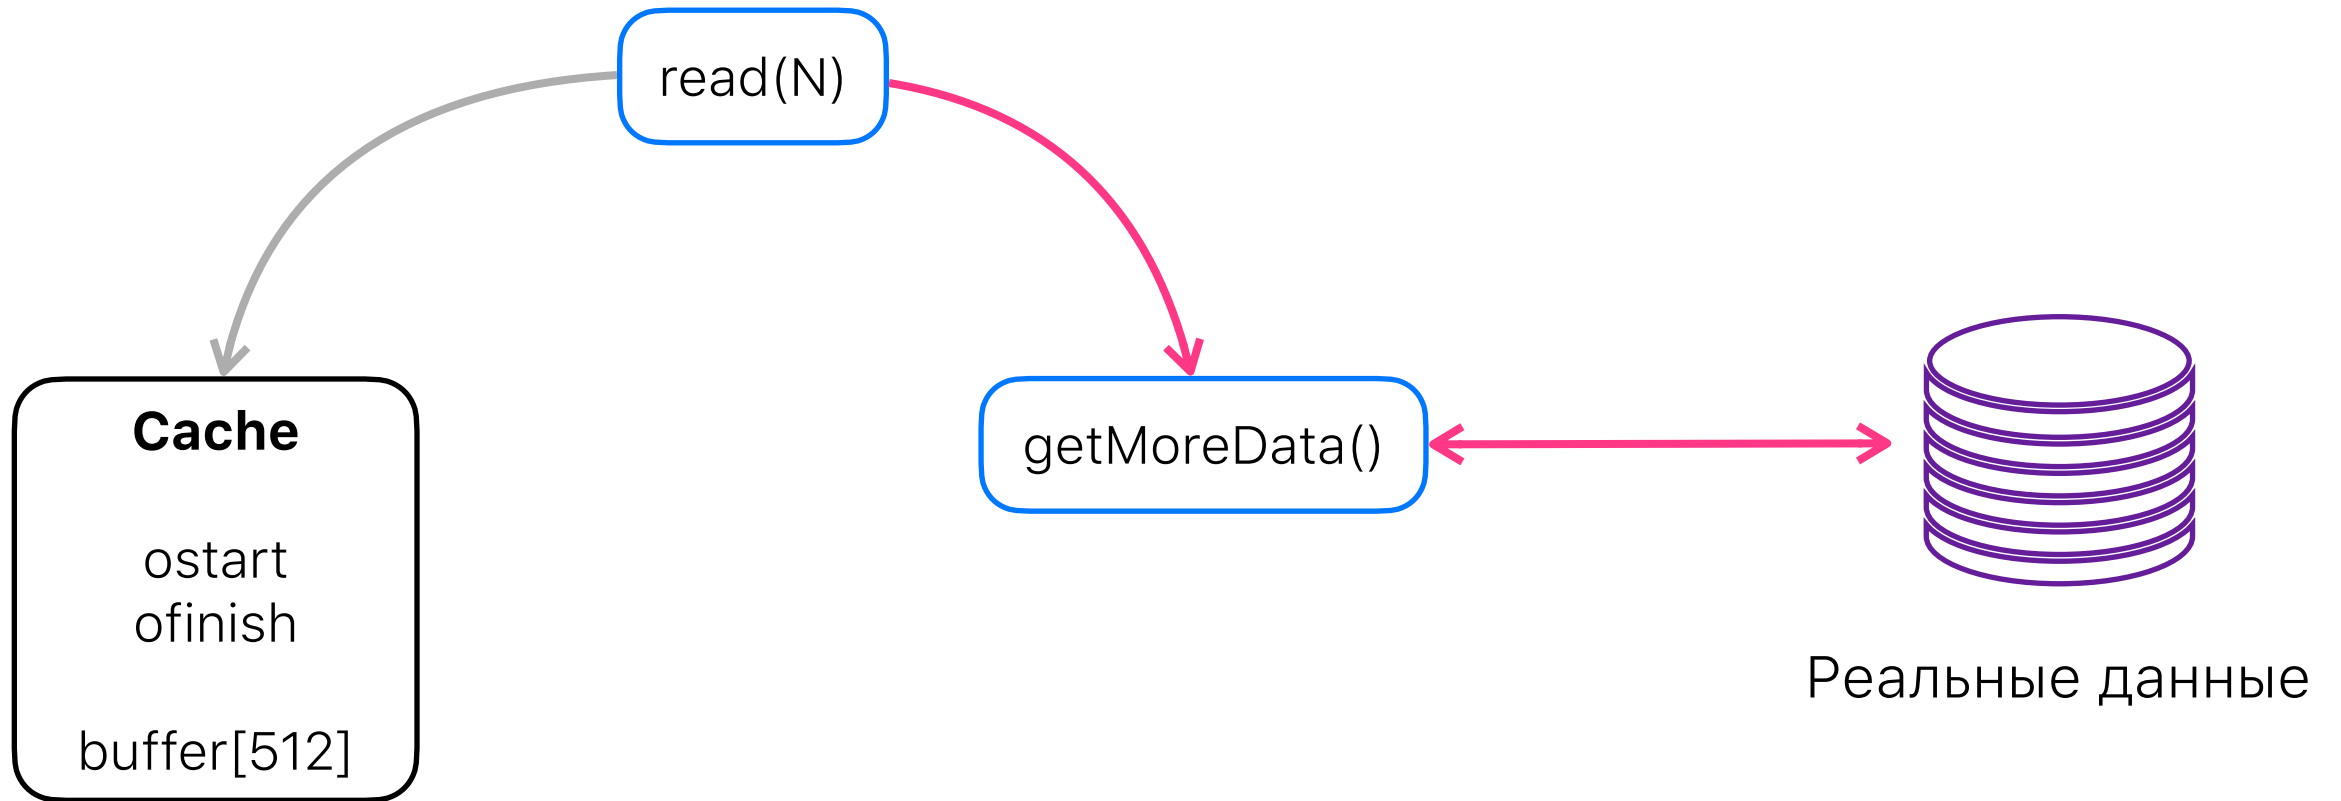 read(N)
Cache
ostart
ofinish
buffer[512]
getMoreData()
Реальные данные